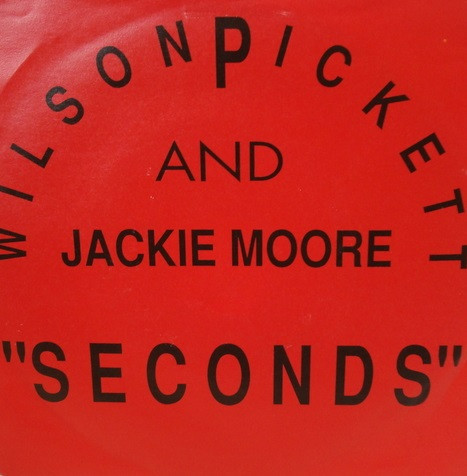 WILSON PICKETT
AND
JACKIE MOORE
"SECONDS"